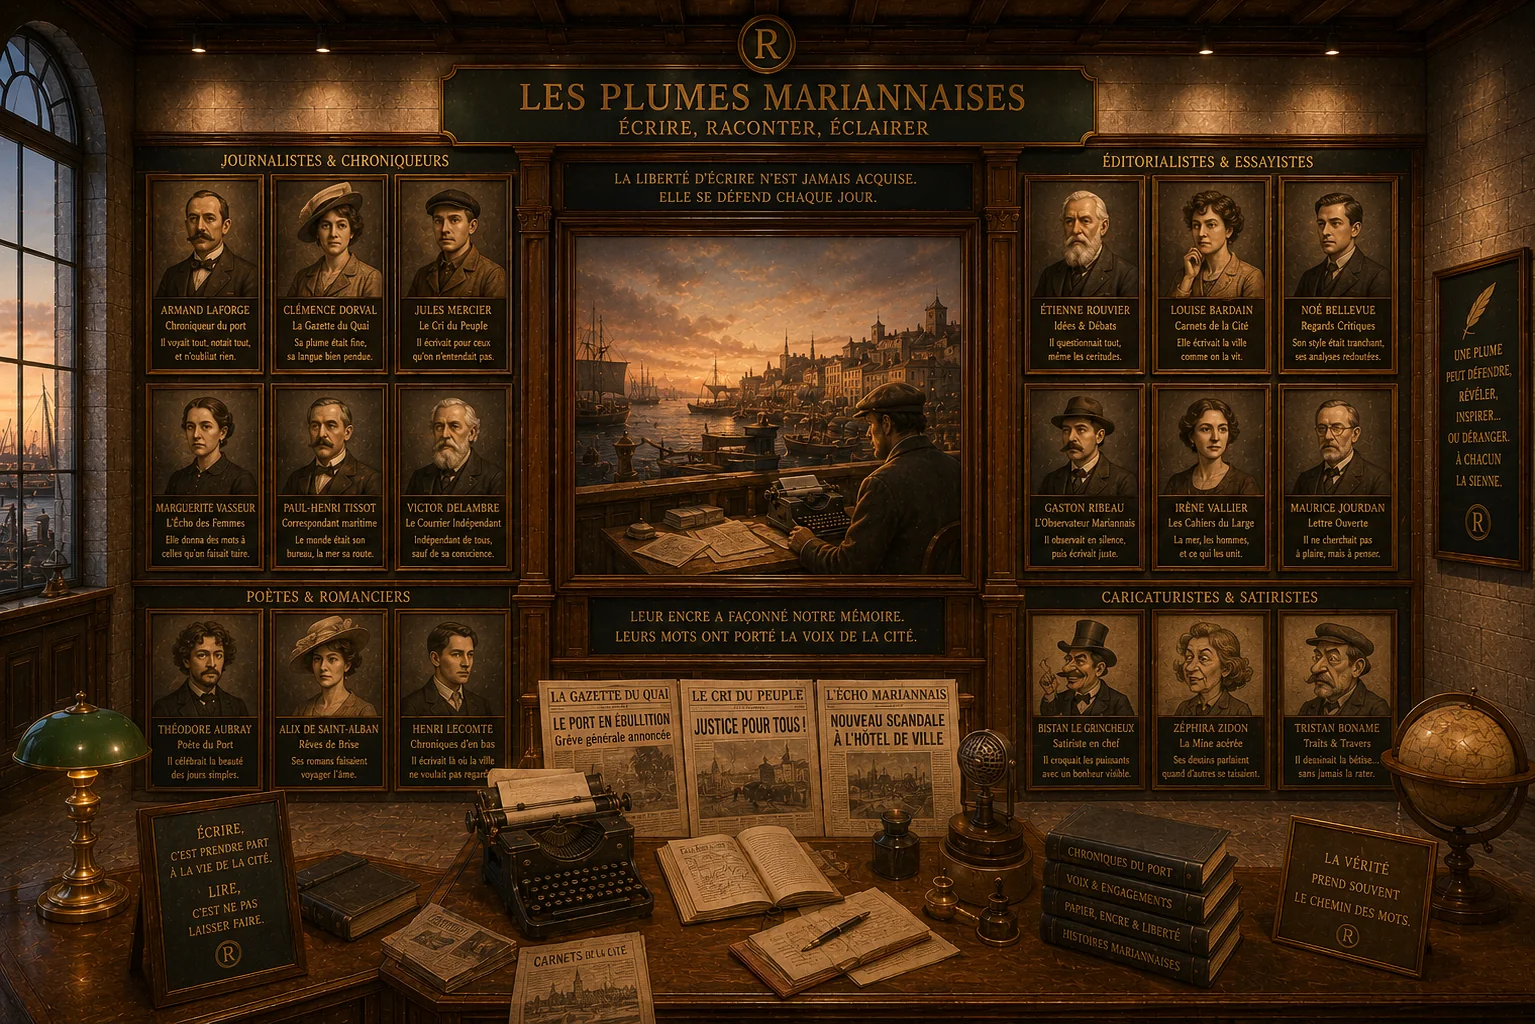 R
LES PLUMES MARIANNAISES
ÉCRIRE, RACONTER, ÉCLAIRER
JOURNALISTES & CHRONIQUEURS
ARMAND LAFORGE
Chroniqueur du port
Il voyait tout, notait tout,
et n'oubliait rien.
CLÉMENCE DORVAL
La Gazette du Quai
Sa plume était fine,
sa langue bien pendue.
JULES MERCIER
Le Cri du Peuple
Il écrivait pour ceux
qu'on n'entendait pas.
MARGUERITE VASSEUR
L'Écho des Femmes
Elle donna des mots à
celles qu'on faisait taire.
PAUL-HENRI TISSOT
Correspondant maritime
Le monde était son
bureau, la mer sa route.
VICTOR DELAMBRE
Le Courrier Indépendant
Indépendant de tous,
sauf de sa conscience.
POÈTES & ROMANCIERS
THÉODORE AUBRAY
Poète du Port
Il célébrait la beauté
des jours simples.
ALIX DE SAINT-ALBAN
Rêves de Brise
Ses romans faisaient
voyager l'âme.
HENRI LECOMTE
Chroniques d'en bas
Il écrivait là où la ville
ne voulait pas regar
LA LIBERTÉ D'ÉCRIRE N'EST JAMAIS ACQUISE.
ELLE SE DÉFEND CHAQUE JOUR.
LEUR ENCRE A FAÇONNÉ NOTRE MÉMOIRE.
LEURS MOTS ONT PORTÉ LA VOIX DE LA CITÉ.
ÉDITORIALISTES & ESSAYISTES
ÉTIENNE ROUVIER
Idées & Débats
Il questionnait tout,
même les certitudes.
LOUISE BARDAIN
Carnets de la Cité
Elle écrivait la ville
comme on la vit.
NOÉ BELLEVUE
Regards Critiques
Son style était tranchant,
ses analyses redoutées.
GASTON RIBEAU
L'Observateur Mariannais
Il observait en silence,
puis écrivait juste.
IRÈNE VALLIER
Les Cahiers du Large
La mer, les hommes,
et ce qui les unit.
MAURICE JOURDAN
Lettre Ouverte
Il ne cherchait pas
à plaire, mais à penser.
CARICATURISTES & SATIRISTES
BISTAN LE GRINCHEUX
Satiriste en chef
Il croquait les puissants
avec un bonheur visible.
ZÉPHIRA ZIDON
La Mine acérée
Ses dessins parlaient
quand d'autres se taisaient.
TRISTAN BONAME
Traits & Travers
Il dessinait la bêtise...
sans jamais la rater.
UNE PLUME
PEUT DÉFENDRE,
RÉVÉLER,
INSPIRER...
OU DÉRANGER.
À CHACUN
LA SIENNE.
R
LA GAZETTE DU QUAI
LE PORT EN ÉBULLITION
Grève générale annoncée
LE CRI DU PEUPLE
JUSTICE POUR TOUS !
L'ÉCHO MARIANNAIS
NOUVEAU SCANDALE
À L'HÔTEL DE VILLE
ÉCRIRE,
C'EST PRENDRE PART
À LA VIE DE LA CITÉ.
LIRE,
C'EST NE PAS
LAISSER FAIRE.
R
CARNETS DE LA CITÉ
CHRONIQUES DU PORT
VOIX & ENGAGEMENTS
PAPIER, ENCRE & LIBERTÉ
HISTOIRES MARIANNAISES
LA VÉRITÉ
PREND SOUVENT
LE CHEMIN DES MOTS.
R